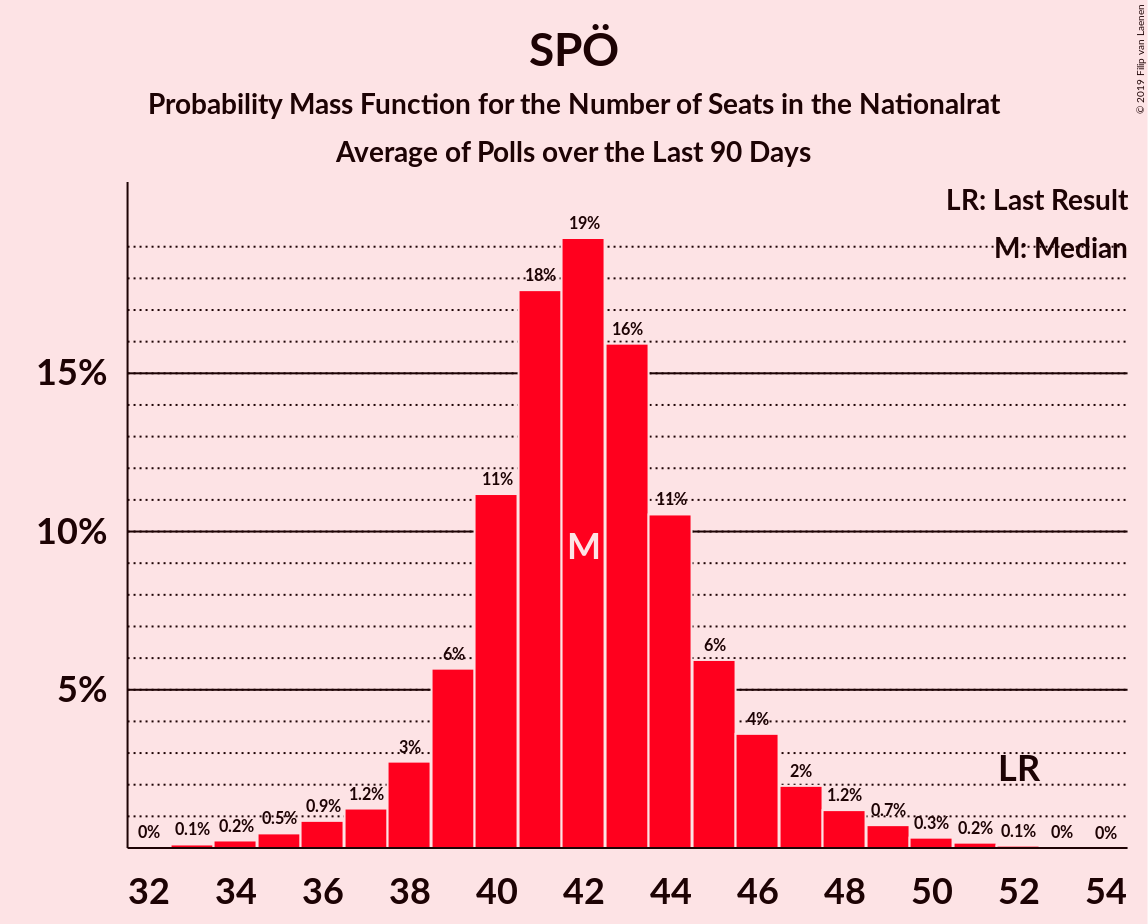 SPÖ
Probability Mass Function for the Number of Seats in the Nationalrat
Average of Polls over the Last 90 Days
© 2019 Filip van Laenen
LR: Last Result
M: Median
15%
10%
5%
0%
0.1%
0.2%
0.5%
0.9%
1.2%
3%
6%
11%
18%
19%
16%
11%
6%
4%
2%
1.2%
0.7%
0.3%
0.2%
0.1%
0%
0%
M
LR
32 34 36 38 40 42 44 46 48 50 52 54